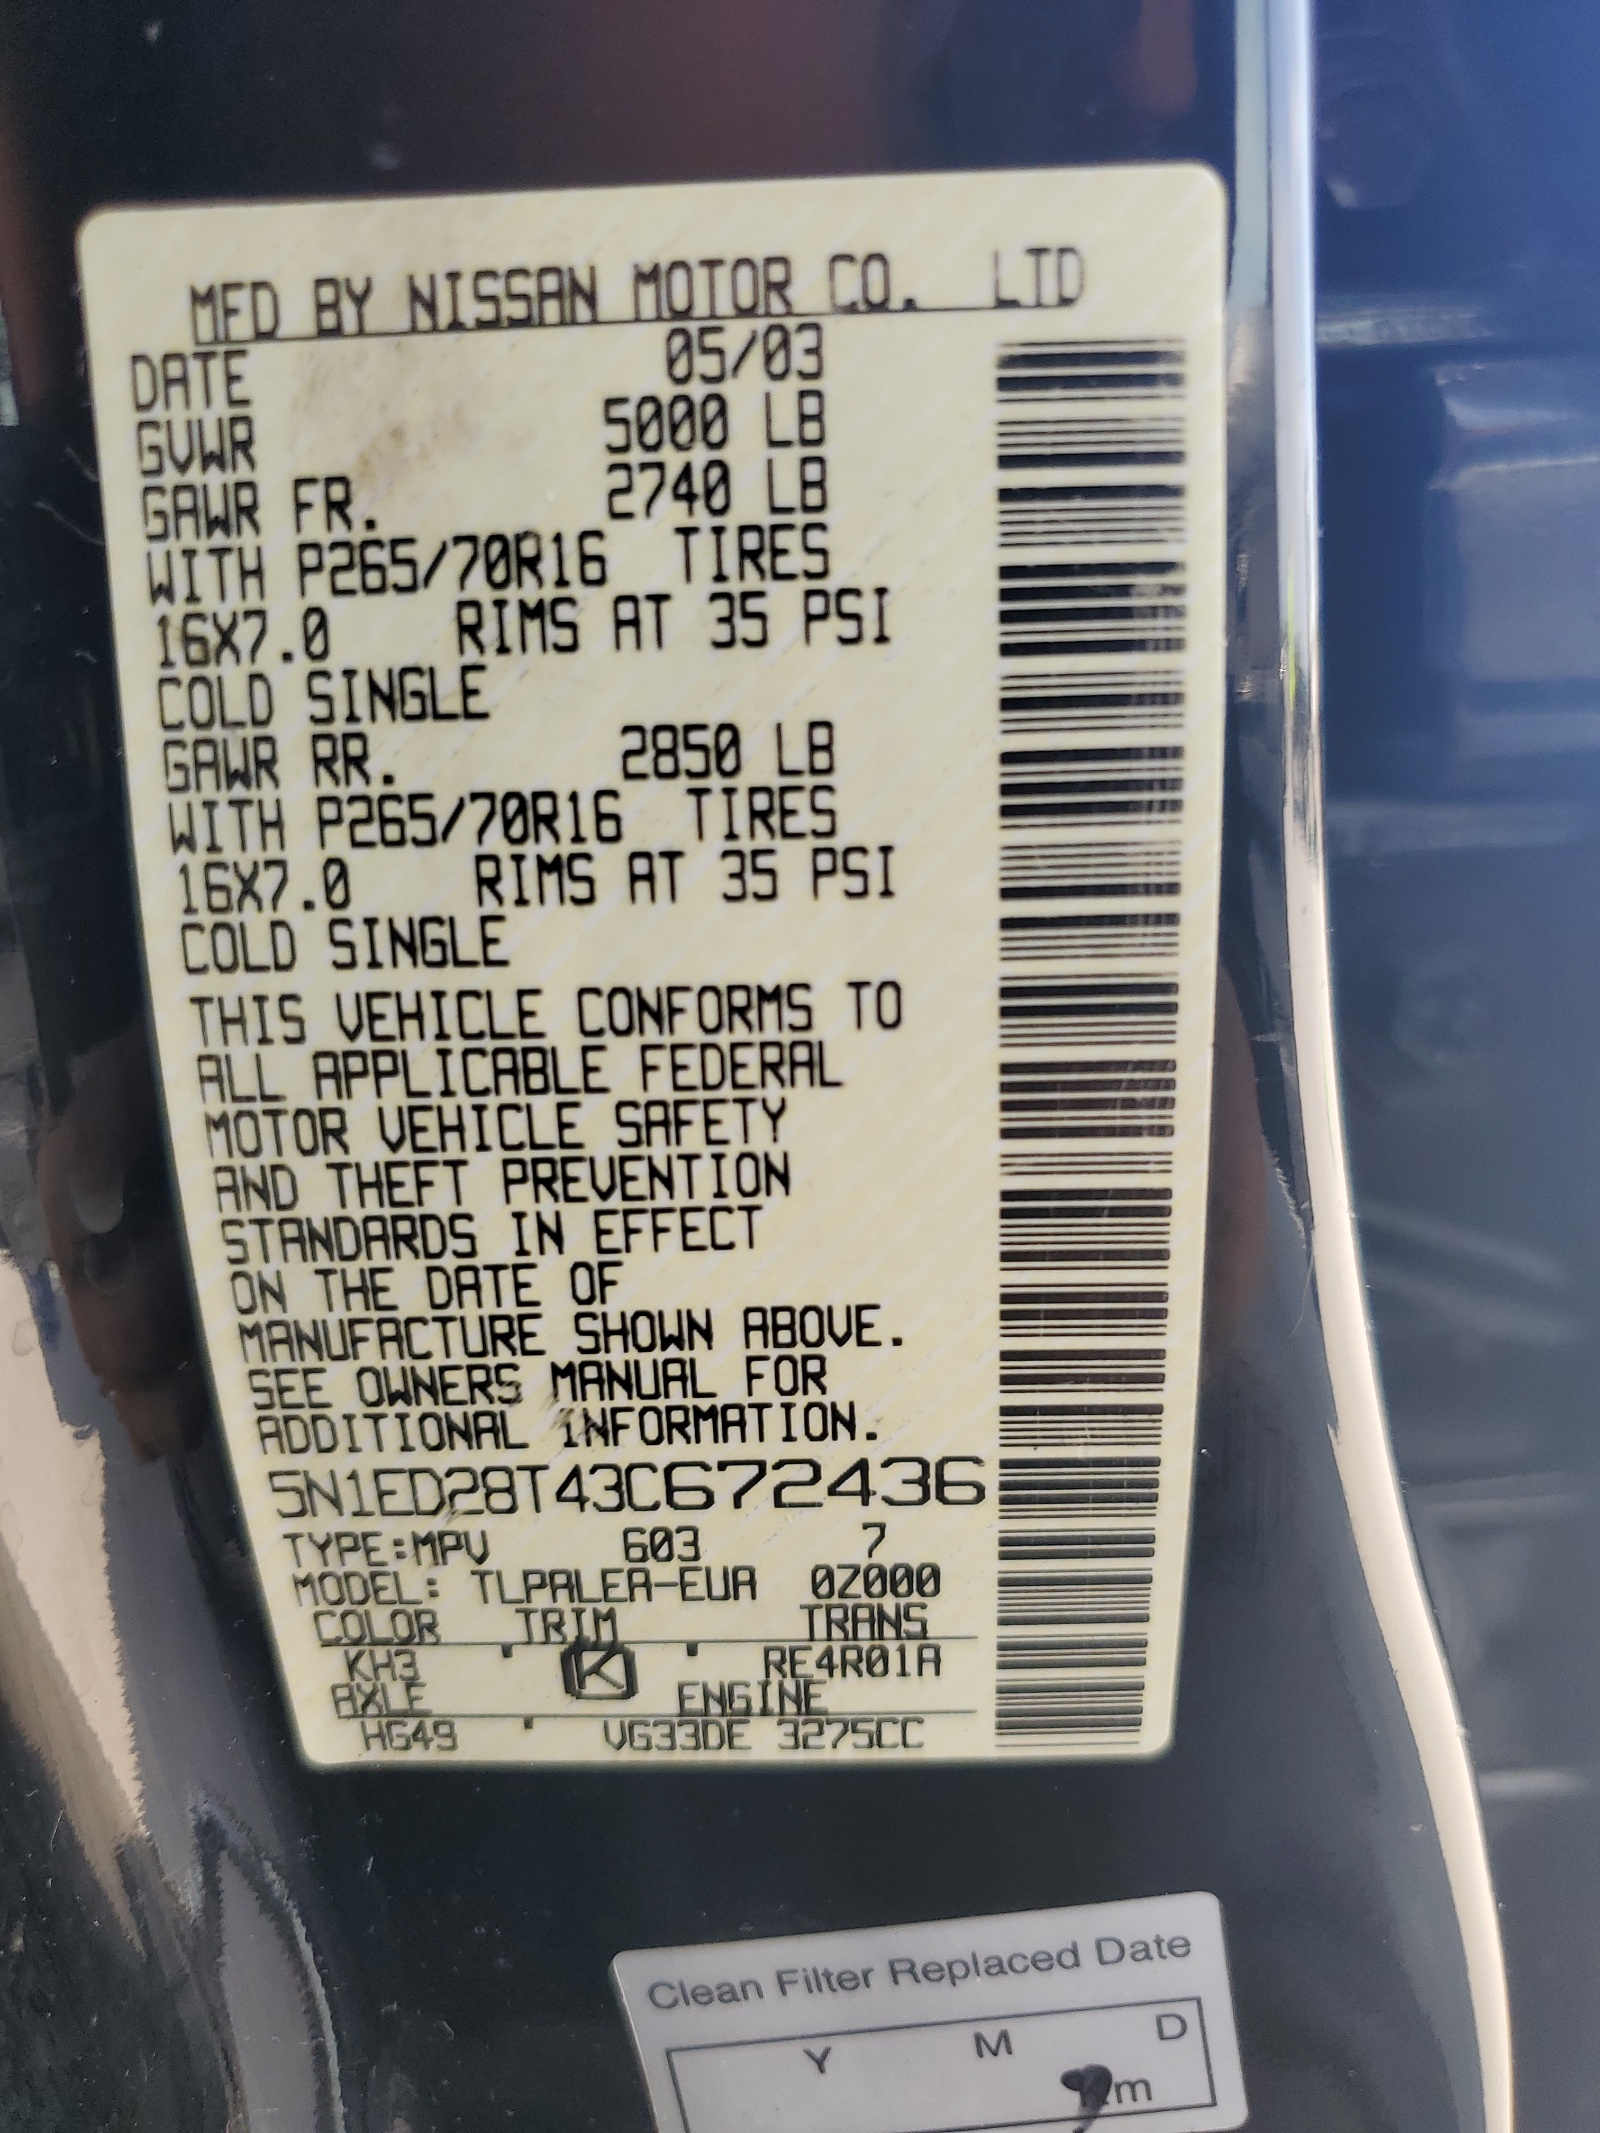 MFD BY NISSAN MOTOR CO. LTD
DATE 05/03
GVWR 5000 LB
GAWR FR. 2740 LB
WITH P265/70R16 TIRES
16X7.0 RIMS AT 35 PSI
COLD SINGLE
GAWR RR. 2850 LB
WITH P265/70R16 TIRES
16X7.0 RIMS AT 35 PSI
COLD SINGLE
THIS VEHICLE CONFORMS TO
ALL APPLICABLE FEDERAL
MOTOR VEHICLE SAFETY
AND THEFT PREVENTION
STANDARDS IN EFFECT
ON THE DATE OF
MANUFACTURE SHOWN ABOVE.
SEE OWNERS MANUAL FOR
ADDITIONAL INFORMATION.
5N1ED28T43C672436
TYPE:MPV 603 7
MODEL: TLPALEA-EUA 0Z000
COLOR TRIM TRANS
KH3 K RE4R01A
AXLE ENGINE
HG49 VG33DE 3275CC
Clean Filter Replaced Date
Y M D